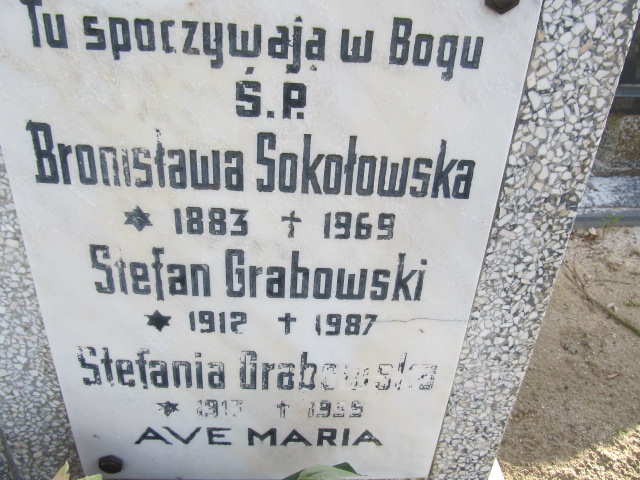 Tu spoczywają w Bogu
Ś.P.
Bronisława Sokołowska
✶ 1883 † 1969
Stefan Grabowski
✶ 1912 † 1987
Stefania Grabowska
✶ †
AVE MARIA